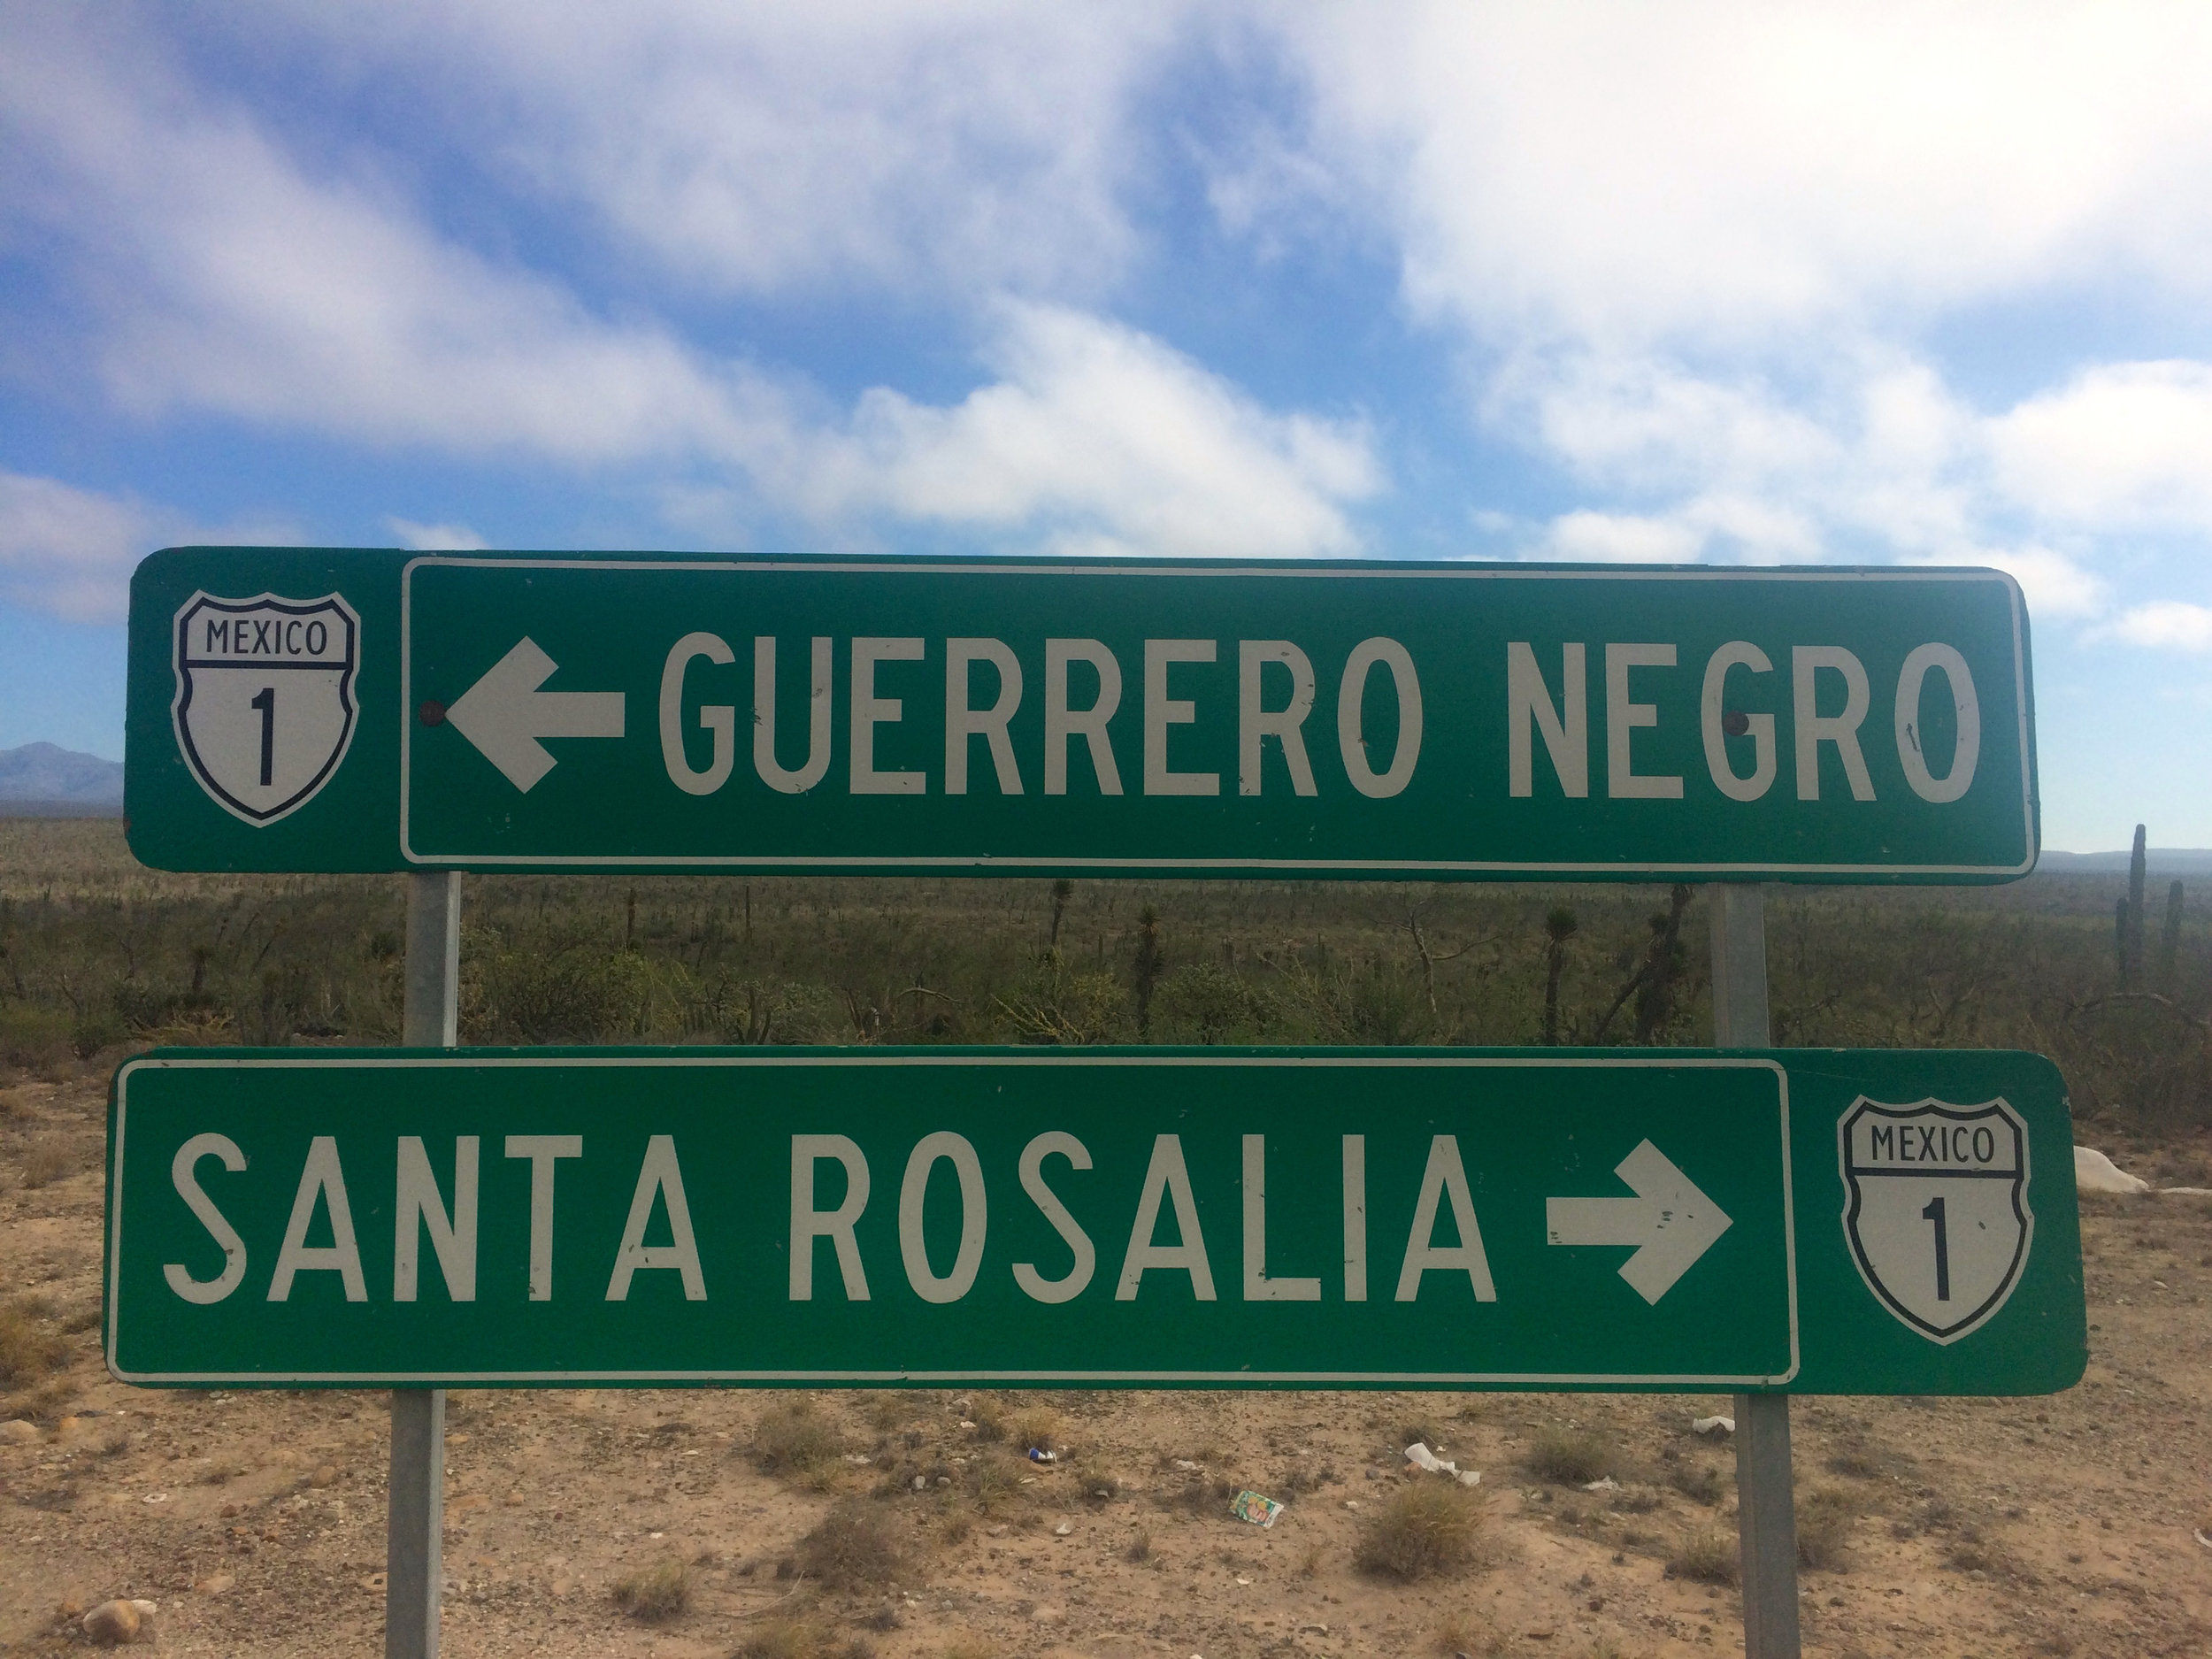 MEXICO
1
GUERRERO NEGRO
SANTA ROSALIA
MEXICO
1